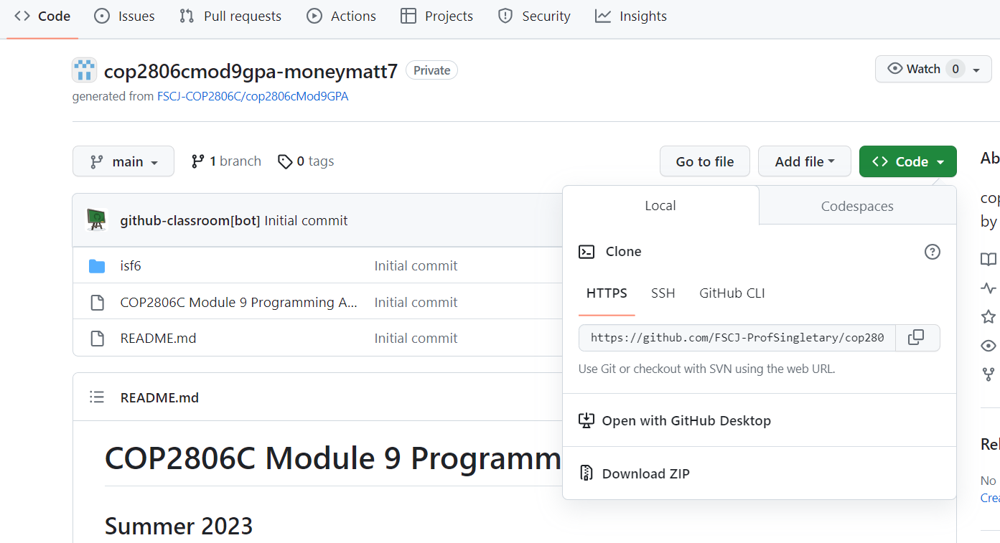 Code Issues Pull requests Actions Projects Security Insights
cop2806cmod9gpa-moneymatt7 Private
Watch 0
generated from FSCJ-COP2806C/cop2806cMod9GPA
main 1 branch 0 tags Go to file Add file Code
Ab
github-classroom[bot] Initial commit
isf6 Initial commit
COP2806C Module 9 Programming A... Initial commit
README.md Initial commit
Local Codespaces
Clone
HTTPS SSH GitHub CLI
https://github.com/FSCJ-ProfSingletary/cop280
Use Git or checkout with SVN using the web URL.
Open with GitHub Desktop
Download ZIP
cop
by
Rel
No
Crea
README.md
COP2806C Module 9 Programm
Summer 2023